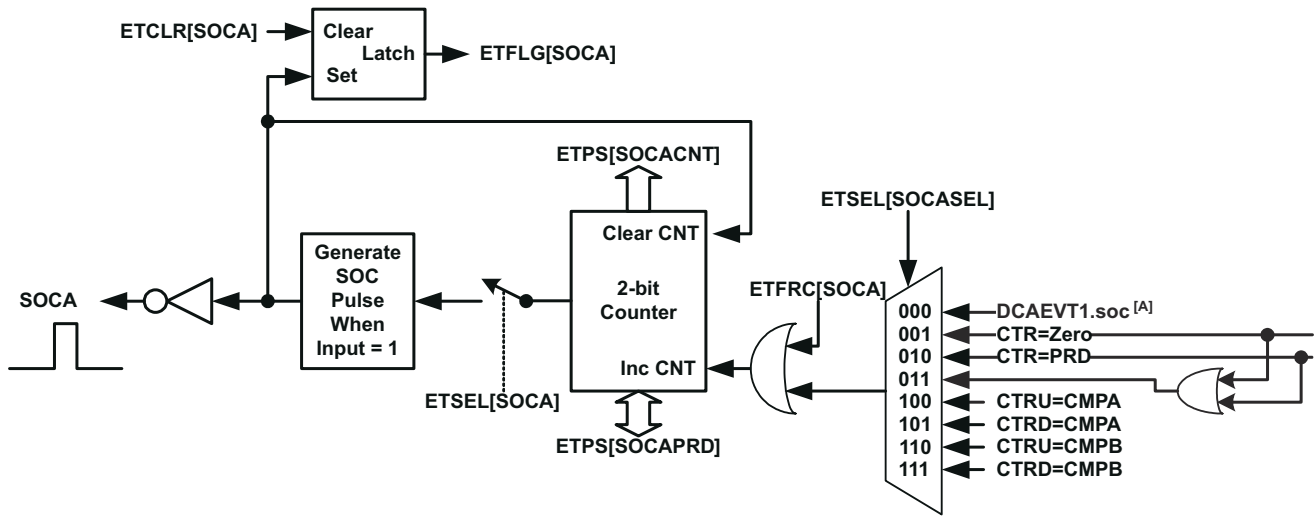 ETCLR[SOCA]
Clear
Latch
Set
ETFLG[SOCA]
ETPS[SOCACNT]
ETSEL[SOCASEL]
Clear CNT
2-bit
Counter
Inc CNT
Generate
SOC
Pulse
When
Input = 1
SOCA
ETSEL[SOCA]
ETPS[SOCAPRD]
ETFRC[SOCA]
000 DCAEVT1.soc [A]
001 CTR=Zero
010 CTR=PRD
011
100 CTRU=CMPA
101 CTRD=CMPA
110 CTRU=CMPB
111 CTRD=CMPB